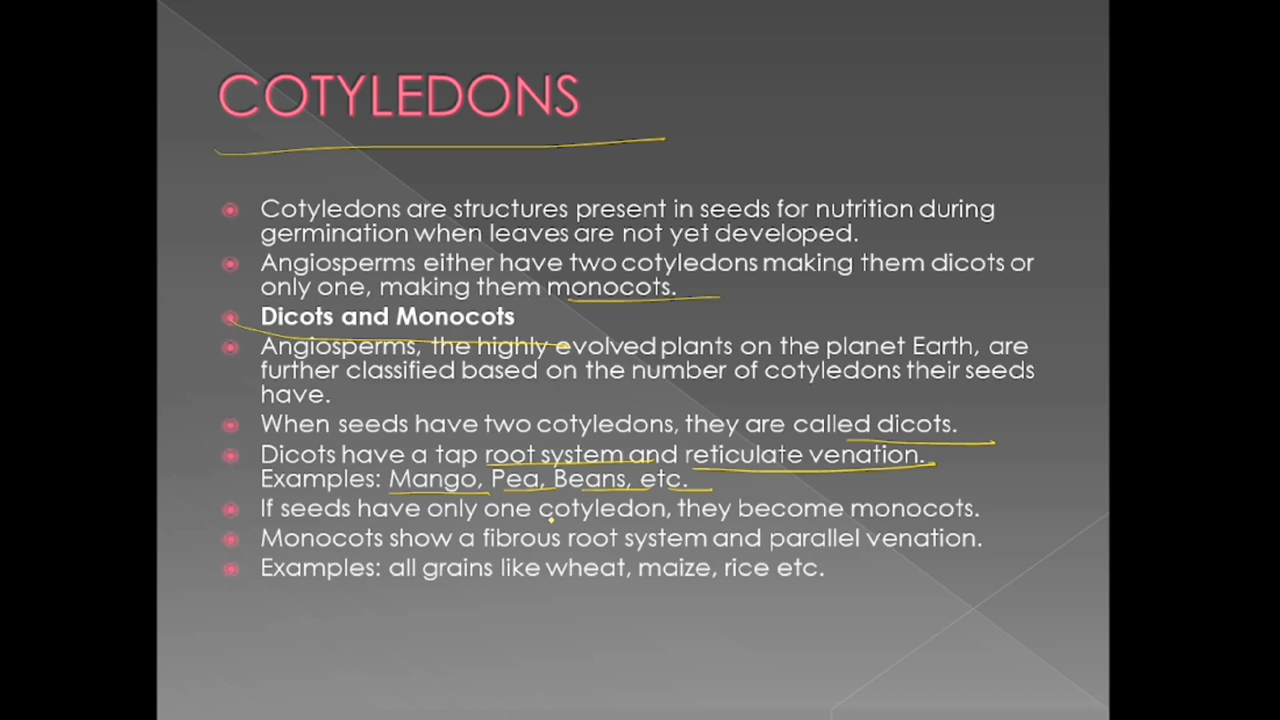 COTYLEDONS
Cotyledons are structures present in seeds for nutrition during
germination when leaves are not yet developed.
Angiosperms either have two cotyledons making them dicots or
only one, making them monocots.
Dicots and Monocots
Angiosperms, the highly evolved plants on the planet Earth, are
further classified based on the number of cotyledons their seeds
have.
When seeds have two cotyledons, they are called dicots.
Dicots have a tap root system and reticulate venation.
Examples: Mango, Pea, Beans, etc.
If seeds have only one cotyledon, they become monocots.
Monocots show a fibrous root system and parallel venation.
Examples: all grains like wheat, maize, rice etc.